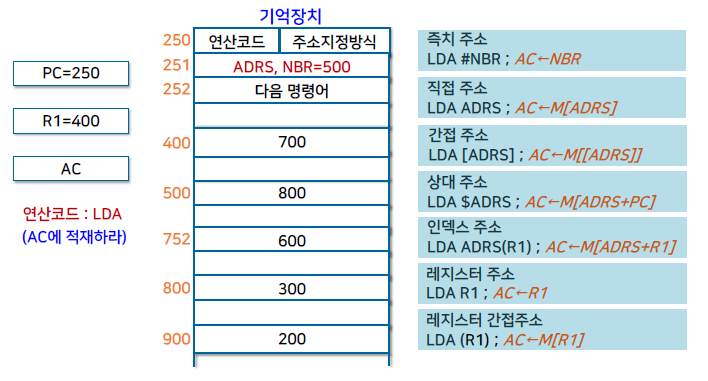 기억장치
PC=250
R1=400
AC
연산코드 : LDA
(AC에 적재하라)
250 연산코드 주소지정방식
251 ADRS, NBR=500
252 다음 명령어
400 700
500 800
752 600
800 300
900 200
즉치 주소
LDA #NBR ; AC←NBR
직접 주소
LDA ADRS ; AC←M[ADRS]
간접 주소
LDA [ADRS] ; AC←M[[ADRS]]
상대 주소
LDA $ADRS ; AC←M[ADRS+PC]
인덱스 주소
LDA ADRS(R1) ; AC←M[ADRS+R1]
레지스터 주소
LDA R1 ; AC←R1
레지스터 간접주소
LDA (R1) ; AC←M[R1]